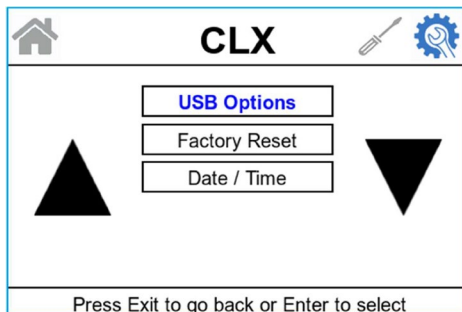 CLX
USB Options
Factory Reset
Date / Time
Press Exit to go back or Enter to select